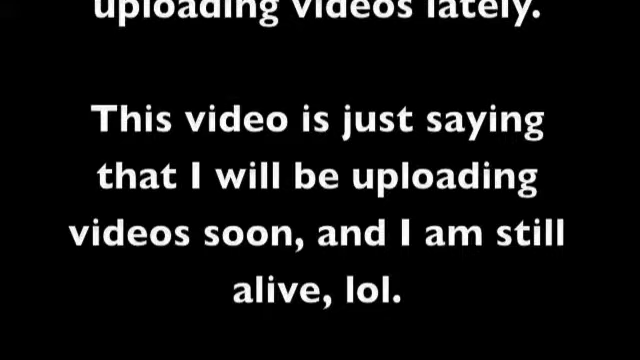 uploading videos lately.
This video is just saying
that I will be uploading
videos soon, and I am still
alive, lol.